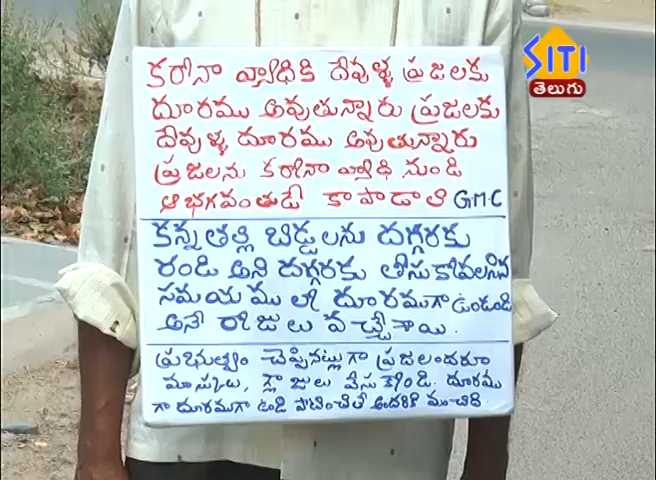 SITI
తెలుగు
కరోనా వ్యాధికి దేవుళ్ళ ప్రజలకు
దూరము అవుతున్నారు ప్రజలకు
దేవుళ్ళ దూరము అవుతున్నారు
ప్రజలను కరోనా వ్యాధి నుండి
ఆ భగవంతుడే కాపాడాలి GMC
కన్నతల్లి బిడ్డలను దగ్గరకు
రండి అని దగ్గరకు తీసుకోవలసిన
సమయము లో దూరముగా ఉండండి
అనే రోజులు వచ్చేశాయి.
ప్రభుత్వం చెప్పినట్లుగా ప్రజలందరూ
మాస్కులు, గ్లౌజులు వేసుకోండి. దూరము
గా దూరముగా ఉండి పాటించితే అందరికి మంచిది